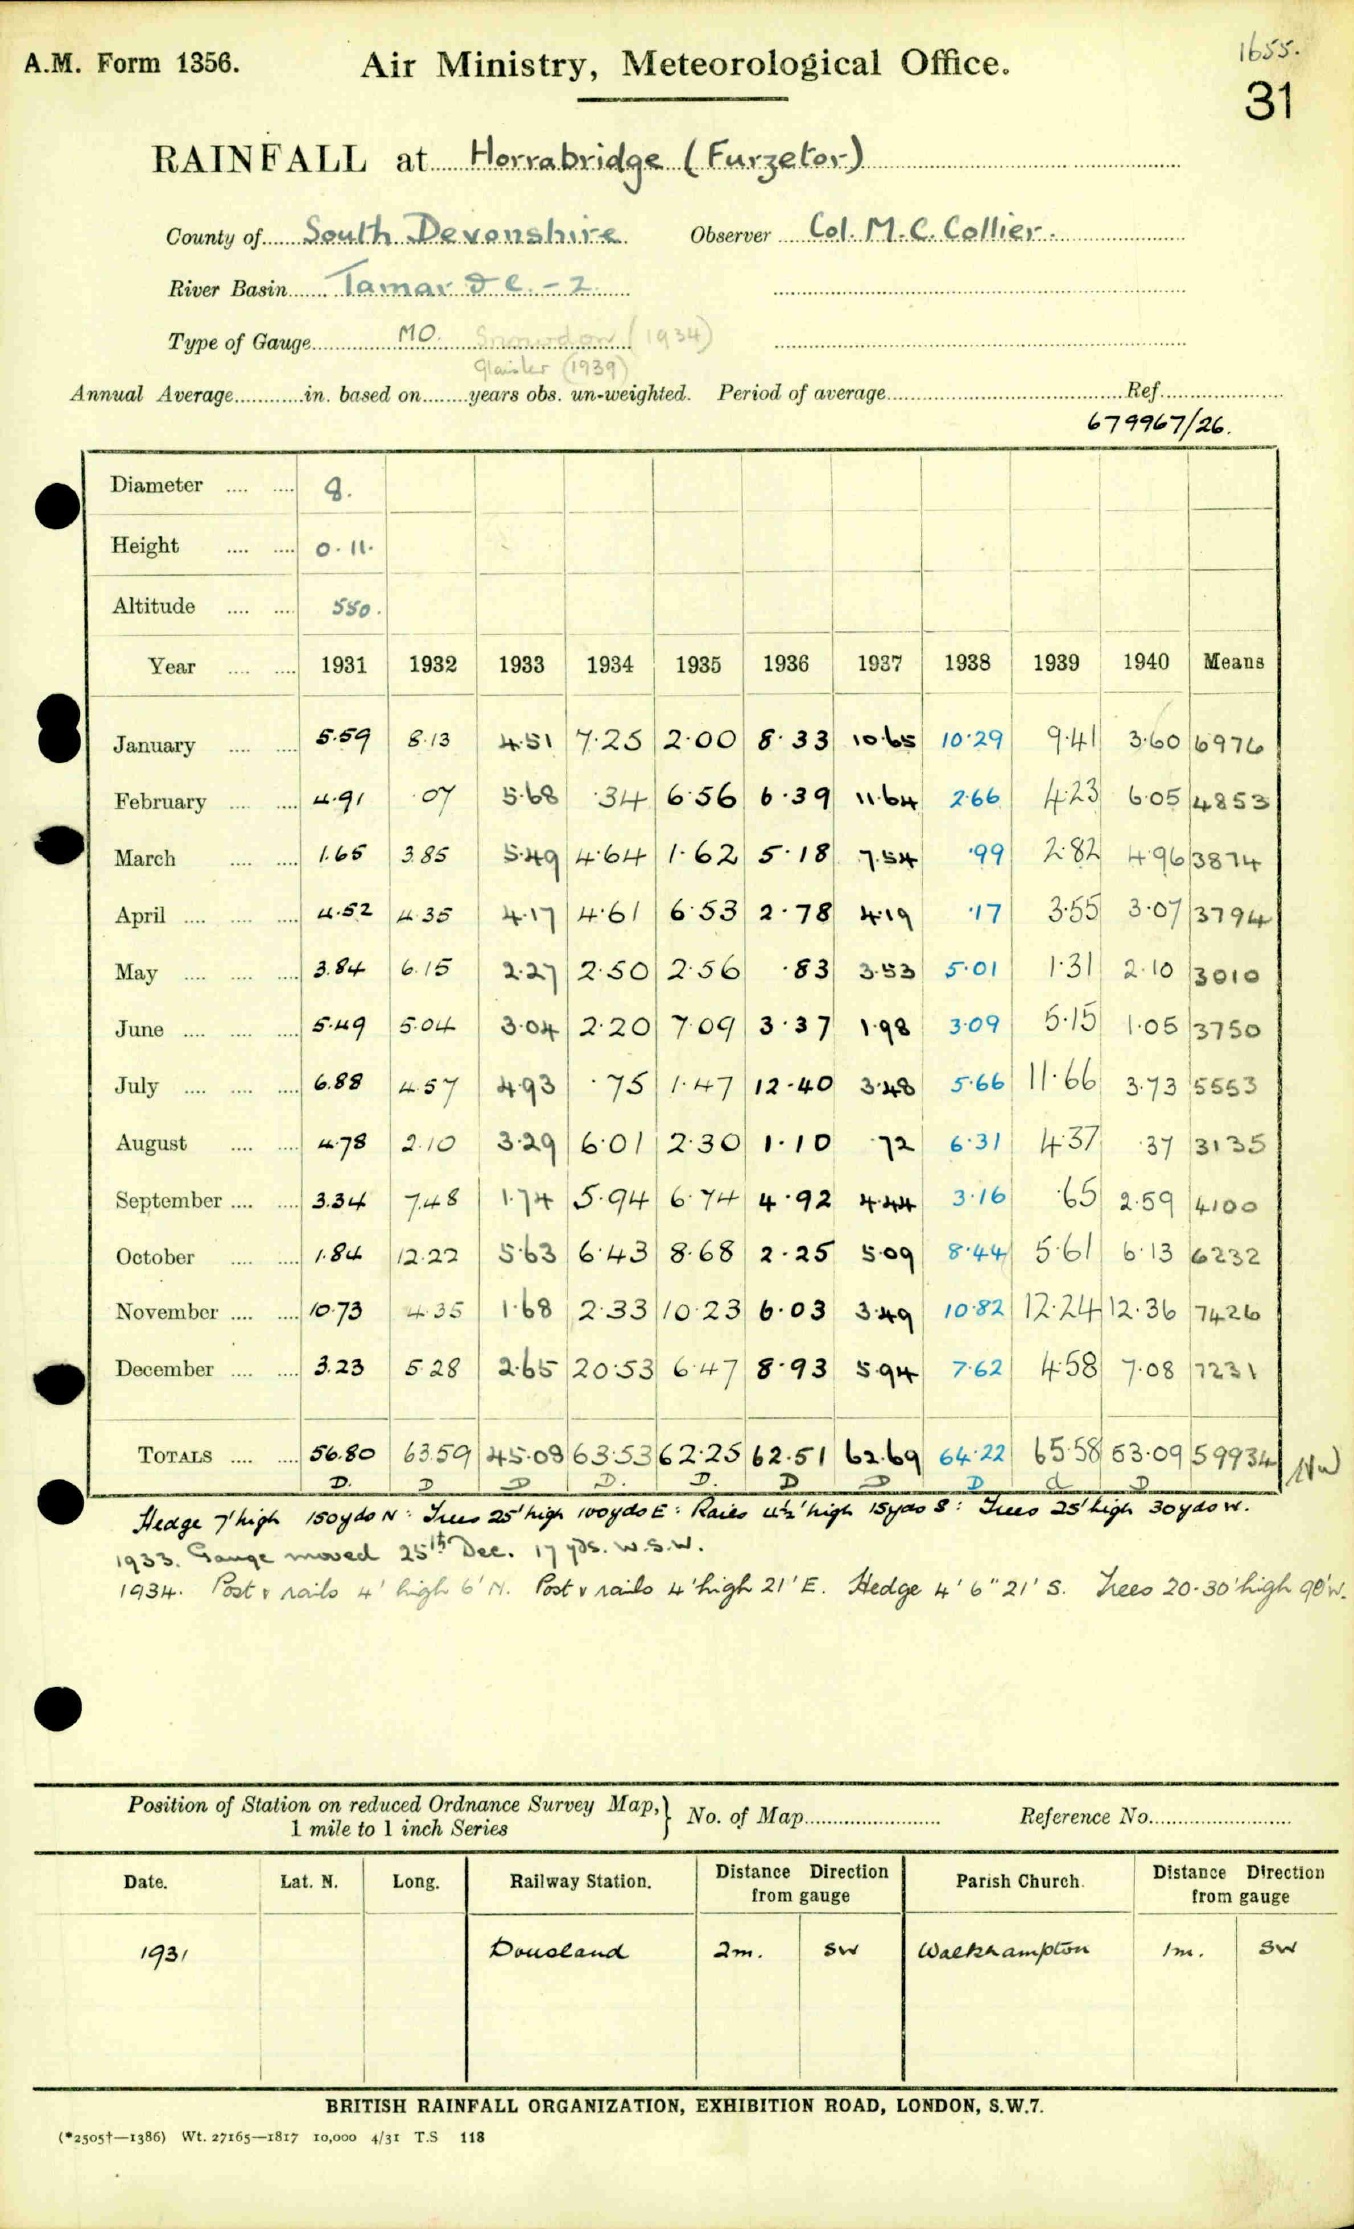 1655.
A.M. Form 1356. Air Ministry, Meteorological Office.
31
RAINFALL at Horrabridge (Furzetor)
County of South Devonshire Observer Col. M.C. Collier.
River Basin Tamar &c. - 2
Type of Gauge MO. Snowdon (1934)
Glaisher (1939)
Annual Average in. based on years obs. un-weighted. Period of average Ref.
679967/26.
Diameter 8.
Height 0.11.
Altitude 550.
Year 1931 1932 1933 1934 1935 1936 1937 1938 1939 1940 Means
January 5.59 8.13 4.51 7.25 2.00 8.33 10.65 10.29 9.41 3.60 6976
February 4.91 .07 5.68 .34 6.56 6.39 11.64 2.66 4.23 6.05 4853
March 1.65 3.85 5.49 4.64 1.62 5.18 7.54 .99 2.82 4.96 3874
April 4.52 4.35 4.17 4.61 6.53 2.78 4.19 .17 3.55 3.07 3794
May 3.84 6.15 2.27 2.50 2.56 .83 3.53 5.01 1.31 2.10 3010
June 5.49 5.04 3.04 2.20 7.09 3.37 1.98 3.09 5.15 1.05 3750
July 6.88 4.57 4.93 .75 1.47 12.40 3.48 5.66 11.66 3.73 5553
August 4.78 2.10 3.29 6.01 2.30 1.10 .72 6.31 4.37 .37 3135
September 3.34 7.48 1.74 5.94 6.74 4.92 4.44 3.16 .65 2.59 4100
October 1.84 12.22 5.63 6.43 8.68 2.25 5.09 8.44 5.61 6.13 6232
November 10.73 4.35 1.68 2.33 10.23 6.03 3.49 10.82 12.24 12.36 7426
December 3.23 5.28 2.65 20.53 6.47 8.93 5.94 7.62 4.58 7.08 7231
TOTALS 56.80 63.59 45.08 63.53 62.25 62.51 62.69 64.22 65.58 53.09 59934
D. D D D. D. D D D d D
Hedge 7' high 150yds N: Trees 25' high 100yds E: Rails 4½' high 15yds S: Trees 25' high 30yds W.
1933. Gauge moved 25th Dec. 17 yds. W.S.W.
1934. Post & rails 4' high 6' N. Post & rails 4' high 21' E. Hedge 4' 6" 21' S. Trees 20-30' high 90' W.
Position of Station on reduced Ordnance Survey Map, 1 mile to 1 inch Series } No. of Map Reference No.
Date. Lat. N. Long. Railway Station. Distance Direction from gauge Parish Church. Distance Direction from gauge
1931 Dousland 2m. SW Walkhampton 1m. SW
BRITISH RAINFALL ORGANIZATION, EXHIBITION ROAD, LONDON, S.W.7.
(*2505†—1386) Wt. 27165—1817 10,000 4/31 T.S 118